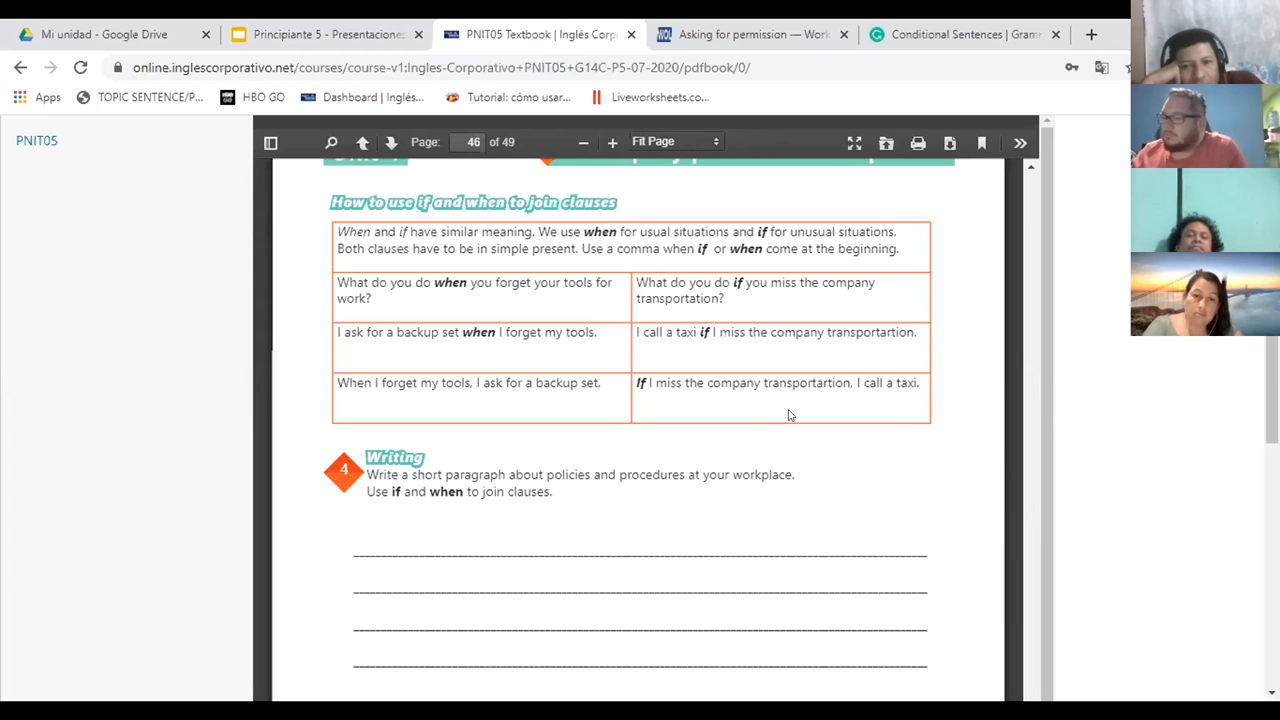 Mi unidad - Google Drive
Principiante 5 - Presentaciones
PNIT05 Textbook | Inglés Corp
Asking for permission — Work
Conditional Sentences | Gramm
online.inglescorporativo.net/courses/course-v1:Ingles-Corporativo+PNIT05+G14C-P5-07-2020/pdfbook/0/
Apps
TOPIC SENTENCE/P...
HBO GO
Dashboard | Inglés...
Tutorial: cómo usar...
Liveworksheets.co...
PNIT05
Page:
46
of 49
Fit Page
How to use if and when to join clauses
When and if have similar meaning. We use when for usual situations and if for unusual situations.
Both clauses have to be in simple present. Use a comma when if or when come at the beginning.
What do you do when you forget your tools for
work?
What do you do if you miss the company
transportation?
I ask for a backup set when I forget my tools.
I call a taxi if I miss the company transportartion.
When I forget my tools, I ask for a backup set.
If I miss the company transportartion, I call a taxi.
4
Writing
Write a short paragraph about policies and procedures at your workplace.
Use if and when to join clauses.